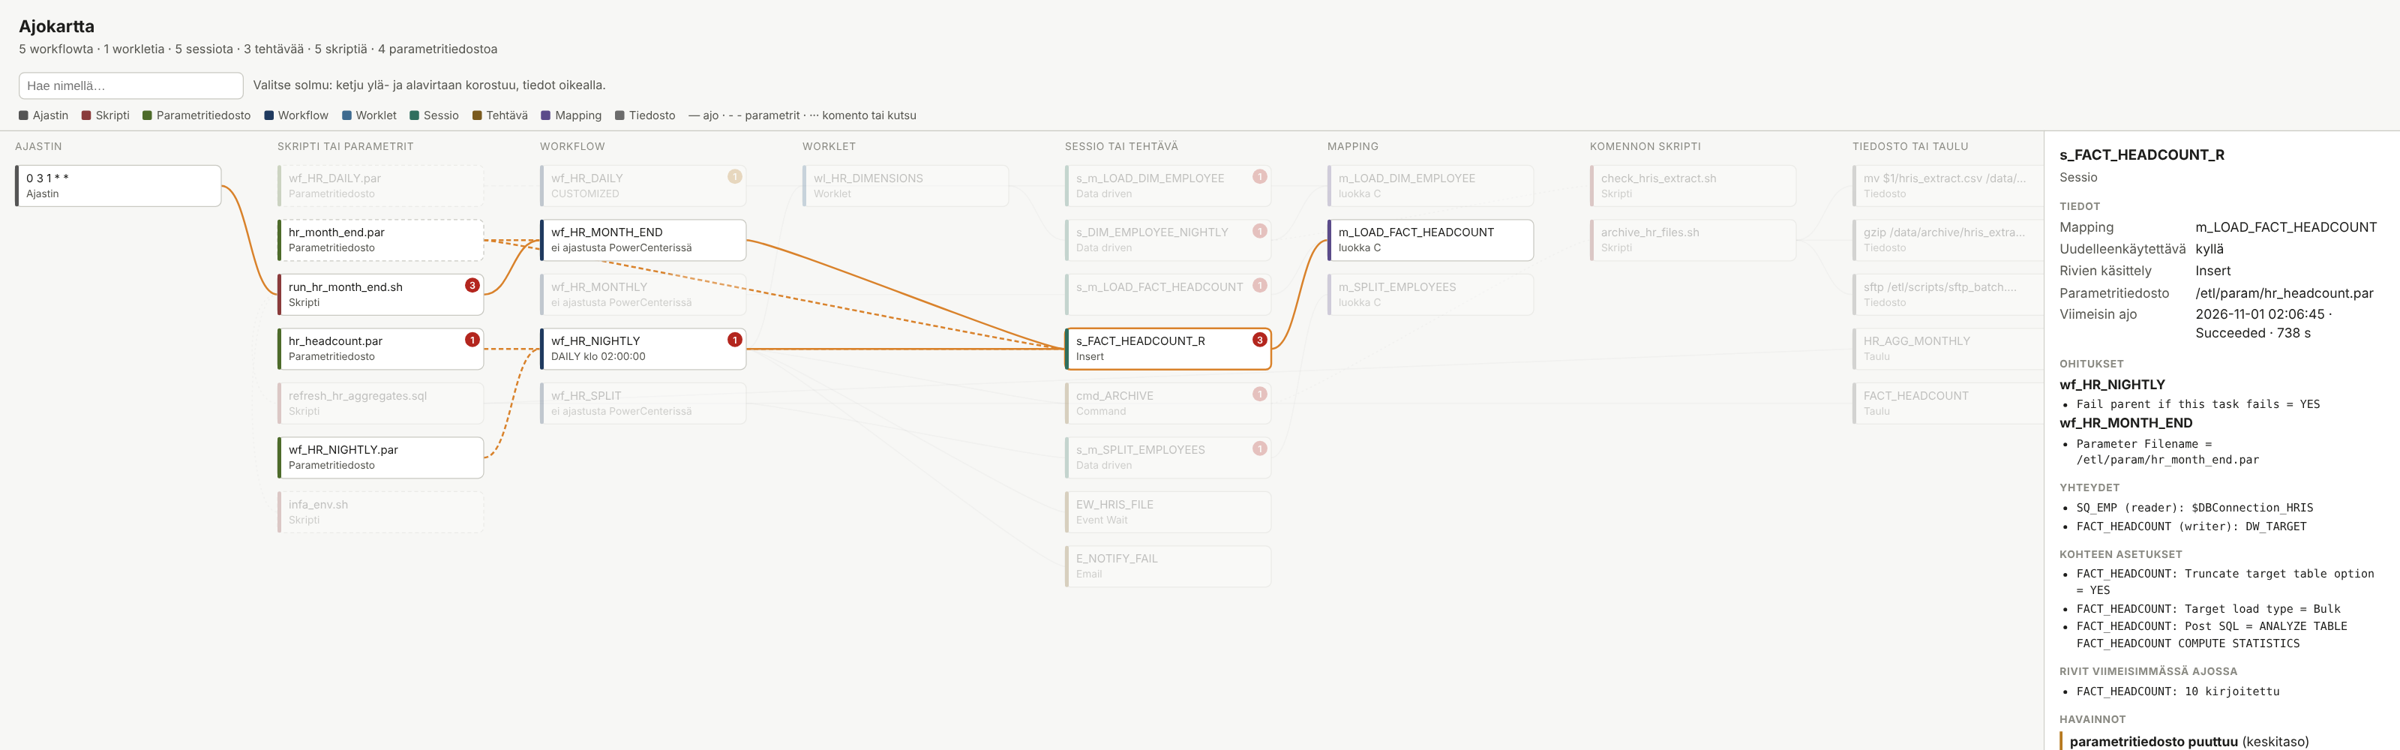 Ajokartta
5 workflowta · 1 workletia · 5 sessiota · 3 tehtävää · 5 skriptiä · 4 parametritiedostoa
Hae nimellä…
Valitse solmu: ketju ylä- ja alavirtaan korostuu, tiedot oikealla.
Ajastin Skripti Parametritiedosto Workflow Worklet Sessio Tehtävä Mapping Tiedosto — ajo · - - parametrit · ··· komento tai kutsu
AJASTIN
0 3 1 * *
Ajastin
SKRIPTI TAI PARAMETRIT
wf_HR_DAILY.par
Parametritiedosto
hr_month_end.par
Parametritiedosto
run_hr_month_end.sh 3
Skripti
hr_headcount.par 1
Parametritiedosto
refresh_hr_aggregates.sql
Skripti
wf_HR_NIGHTLY.par
Parametritiedosto
infa_env.sh
Skripti
WORKFLOW
wf_HR_DAILY 1
CUSTOMIZED
wf_HR_MONTH_END
ei ajastusta PowerCenterissä
wf_HR_MONTHLY
ei ajastusta PowerCenterissä
wf_HR_NIGHTLY 1
DAILY klo 02:00:00
wf_HR_SPLIT
ei ajastusta PowerCenterissä
WORKLET
wl_HR_DIMENSIONS
Worklet
SESSIO TAI TEHTÄVÄ
s_m_LOAD_DIM_EMPLOYEE 1
Data driven
s_DIM_EMPLOYEE_NIGHTLY 1
Data driven
s_m_LOAD_FACT_HEADCOUNT 1
Insert
s_FACT_HEADCOUNT_R 3
Insert
cmd_ARCHIVE 1
Command
s_m_SPLIT_EMPLOYEES 1
Data driven
EW_HRIS_FILE
Event Wait
E_NOTIFY_FAIL
Email
MAPPING
m_LOAD_DIM_EMPLOYEE
luokka C
m_LOAD_FACT_HEADCOUNT
luokka C
m_SPLIT_EMPLOYEES
luokka C
KOMENNON SKRIPTI
check_hris_extract.sh
Skripti
archive_hr_files.sh
Skripti
TIEDOSTO TAI TAULU
mv $1/hris_extract.csv /data/…
Tiedosto
gzip /data/archive/hris_extra…
Tiedosto
sftp /etl/scripts/sftp_batch.…
Tiedosto
HR_AGG_MONTHLY
Taulu
FACT_HEADCOUNT
Taulu
s_FACT_HEADCOUNT_R
Sessio
TIEDOT
Mapping m_LOAD_FACT_HEADCOUNT
Uudelleenkäytettävä kyllä
Rivien käsittely Insert
Parametritiedosto /etl/param/hr_headcount.par
Viimeisin ajo 2026-11-01 02:06:45 ·
Succeeded · 738 s
OHITUKSET
wf_HR_NIGHTLY
• Fail parent if this task fails = YES
wf_HR_MONTH_END
• Parameter Filename =
/etl/param/hr_month_end.par
YHTEYDET
• SQ_EMP (reader): $DBConnection_HRIS
• FACT_HEADCOUNT (writer): DW_TARGET
KOHTEEN ASETUKSET
• FACT_HEADCOUNT: Truncate target table option
= YES
• FACT_HEADCOUNT: Target load type = Bulk
• FACT_HEADCOUNT: Post SQL = ANALYZE TABLE
FACT_HEADCOUNT COMPUTE STATISTICS
RIVIT VIIMEISIMMÄSSÄ AJOSSA
• FACT_HEADCOUNT: 10 kirjoitettu
HAVAINNOT
parametritiedosto puuttuu (keskitaso)